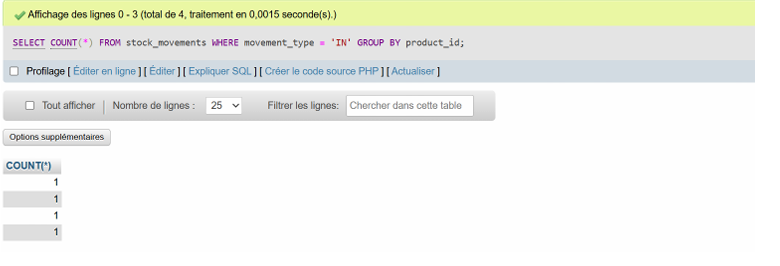 Affichage des lignes 0 - 3 (total de 4, traitement en 0,0015 seconde(s).)
SELECT COUNT(*) FROM stock_movements WHERE movement_type = 'IN' GROUP BY product_id;
Profilage [ Éditer en ligne ] [ Éditer ] [ Expliquer SQL ] [ Créer le code source PHP ] [ Actualiser ]
Tout afficher Nombre de lignes : 25 Filtrer les lignes: Chercher dans cette table
Options supplémentaires
COUNT(*)
1
1
1
1